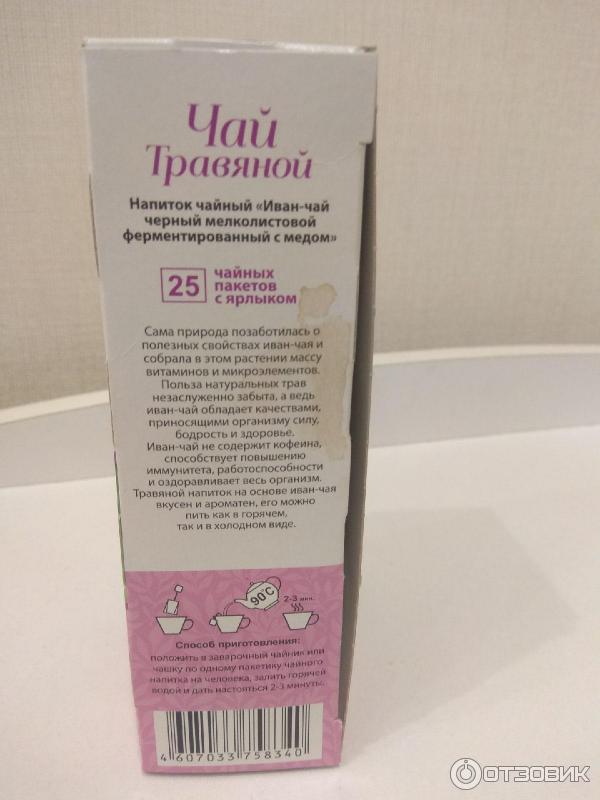 Чай
Травяной
Напиток чайный «Иван-чай
черный мелколистовой
ферментированный с медом»
25 чайных
пакетов
с ярлыком
Сама природа позаботилась о
полезных свойствах иван-чая и
собрала в этом растении массу
витаминов и микроэлементов.
Польза натуральных трав
незаслуженно забыта, а ведь
иван-чай обладает качествами,
приносящими организму силу,
бодрость и здоровье.
Иван-чай не содержит кофеина,
способствует повышению
иммунитета, работоспособности
и оздоравливает весь организм.
Травяной напиток на основе иван-чая
вкусен и ароматен, его можно
пить как в горячем,
так и в холодном виде.
90°C
2-3 мин.
Способ приготовления:
положить в заварочный чайник или
чашку по одному пакетику чайного
напитка на человека, залить горячей
водой и дать настояться 2-3 минуты.
4607033758340
ОТЗОВИК